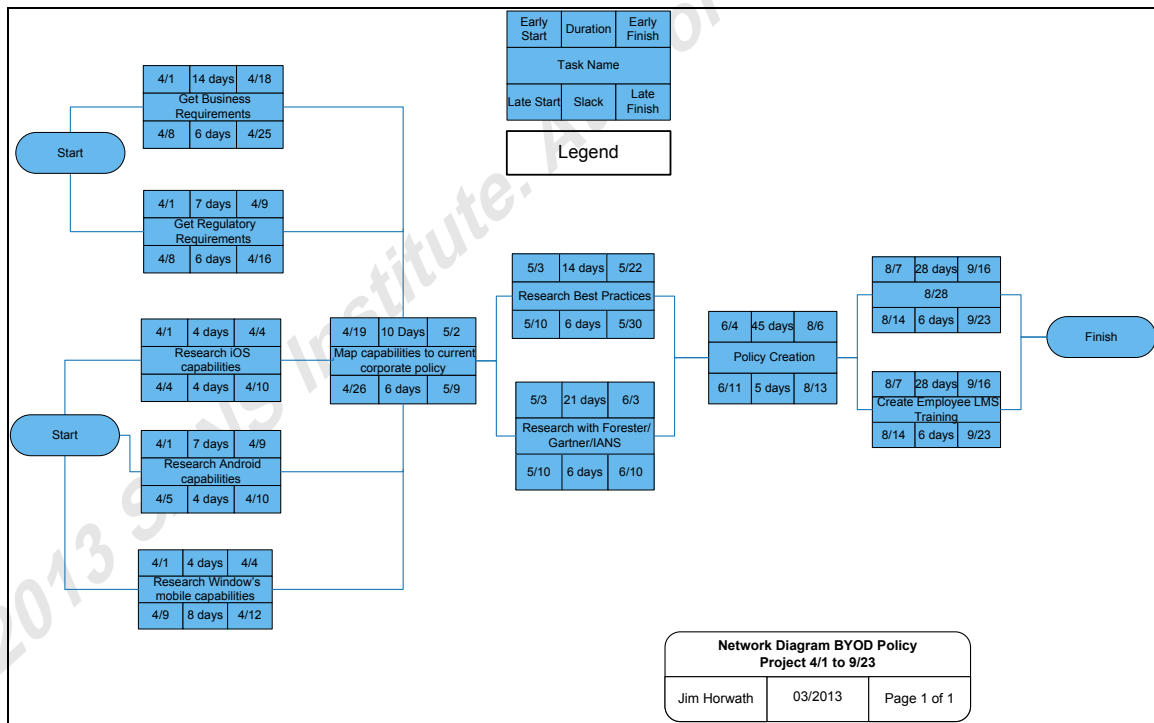 Early Start
Duration
Early Finish
Task Name
Late Start
Slack
Late Finish
Legend
Start
4/1 14 days 4/18
Get Business
Requirements
4/8 6 days 4/25
4/1 7 days 4/9
Get Regulatory
Requirements
4/8 6 days 4/16
Start
4/1 4 days 4/4
Research iOS
capabilities
4/4 4 days 4/10
4/1 7 days 4/9
Research Android
capabilities
4/5 4 days 4/10
4/1 4 days 4/4
Research Window's
mobile capabilities
4/9 8 days 4/12
4/19 10 Days 5/2
Map capabilities to current
corporate policy
4/26 6 days 5/9
5/3 14 days 5/22
Research Best Practices
5/10 6 days 5/30
5/3 21 days 6/3
Research with Forester/
Gartner/IANS
5/10 6 days 6/10
6/4 45 days 8/6
Policy Creation
6/11 5 days 8/13
8/7 28 days 9/16
8/28
8/14 6 days 9/23
8/7 28 days 9/16
Create Employee LMS
Training
8/14 6 days 9/23
Finish
Network Diagram BYOD Policy
Project 4/1 to 9/23
Jim Horwath 03/2013 Page 1 of 1
2013 S NS Institute. A